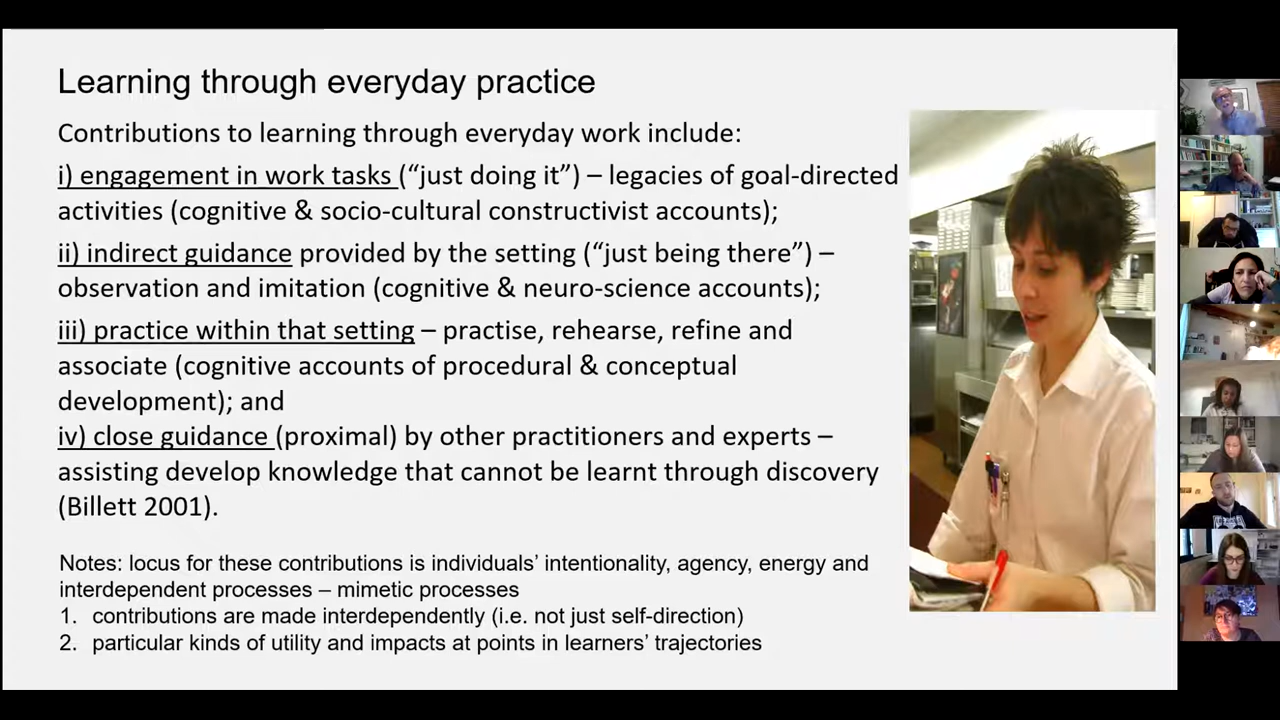 Learning through everyday practice
Contributions to learning through everyday work include:
i) engagement in work tasks (“just doing it”) – legacies of goal-directed
activities (cognitive & socio-cultural constructivist accounts);
ii) indirect guidance provided by the setting (“just being there”) –
observation and imitation (cognitive & neuro-science accounts);
iii) practice within that setting – practise, rehearse, refine and
associate (cognitive accounts of procedural & conceptual
development); and
iv) close guidance (proximal) by other practitioners and experts –
assisting develop knowledge that cannot be learnt through discovery
(Billett 2001).
Notes: locus for these contributions is individuals’ intentionality, agency, energy and
interdependent processes – mimetic processes
1. contributions are made interdependently (i.e. not just self-direction)
2. particular kinds of utility and impacts at points in learners’ trajectories